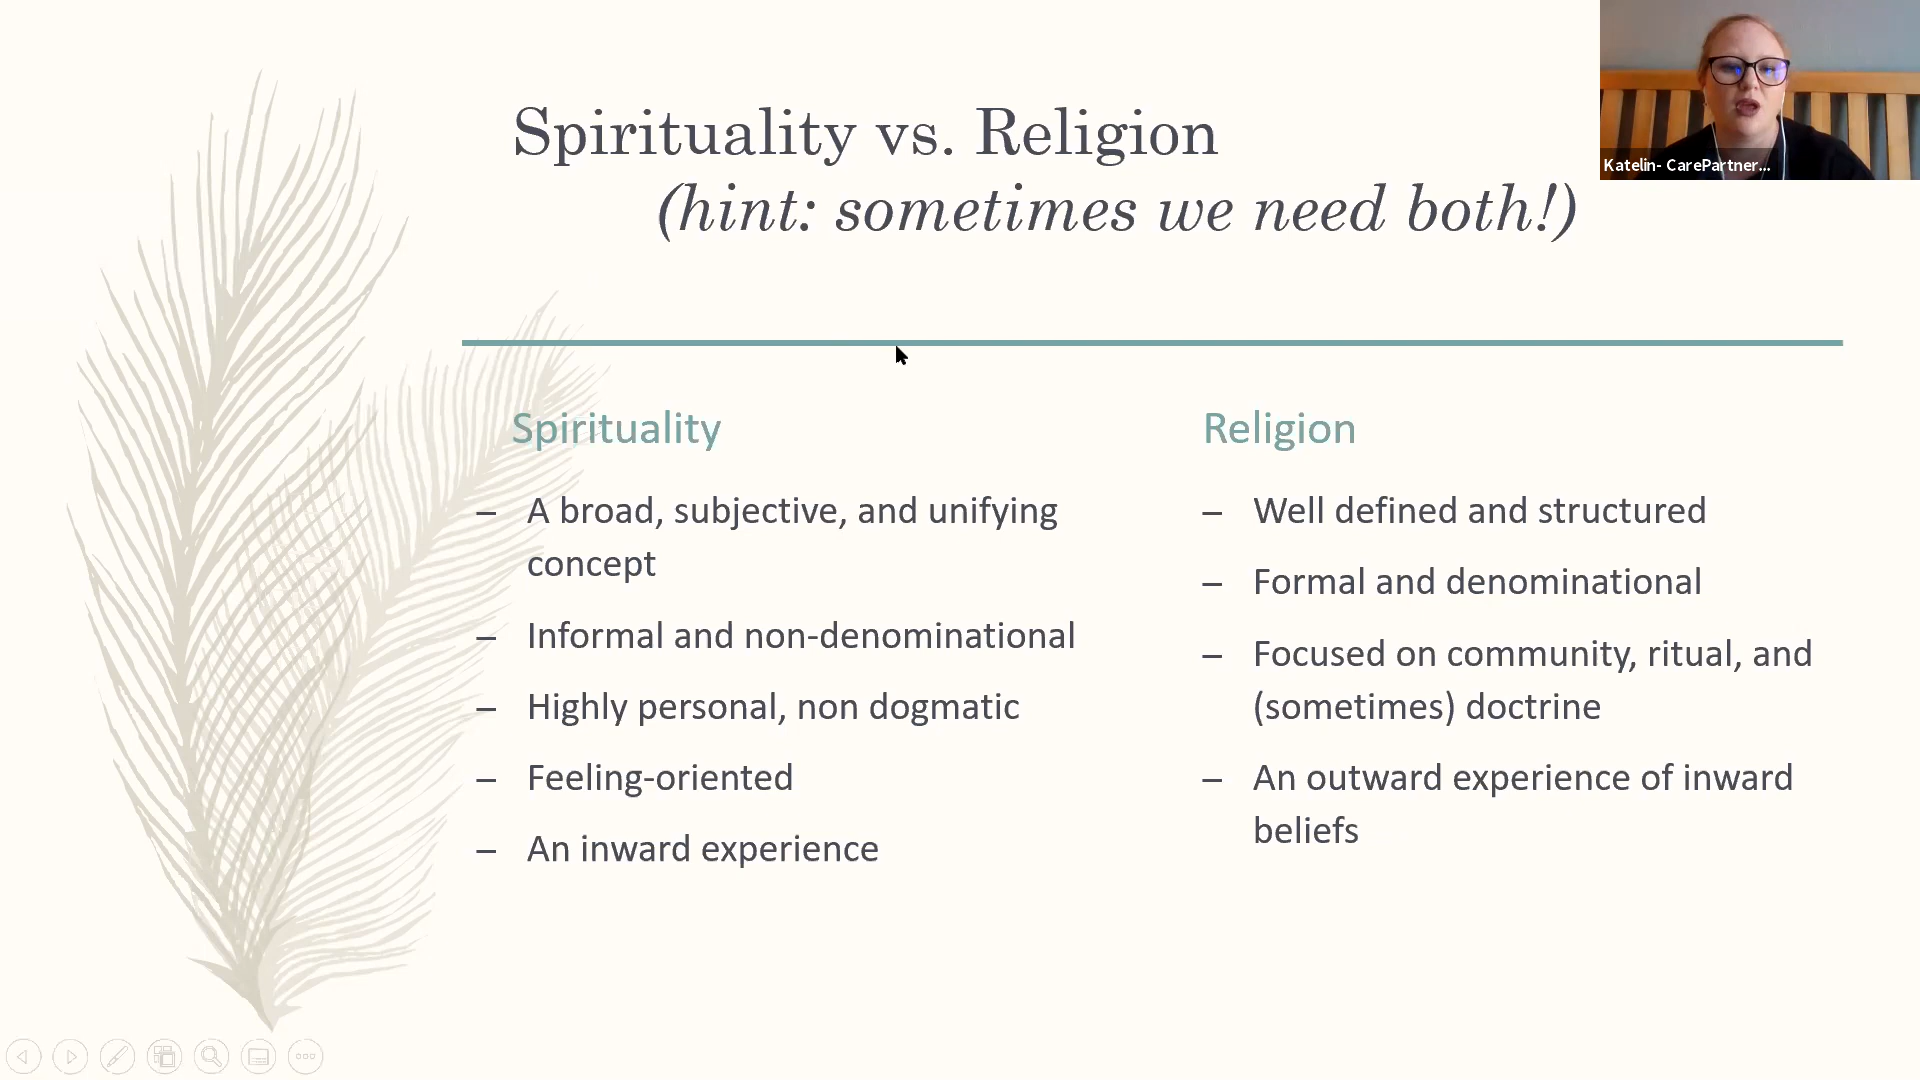 Spirituality vs. Religion
(hint: sometimes we need both!)
Katelin- CarePartner...
Spirituality
– A broad, subjective, and unifying
concept
– Informal and non-denominational
– Highly personal, non dogmatic
– Feeling-oriented
– An inward experience
Religion
– Well defined and structured
– Formal and denominational
– Focused on community, ritual, and
(sometimes) doctrine
– An outward experience of inward
beliefs